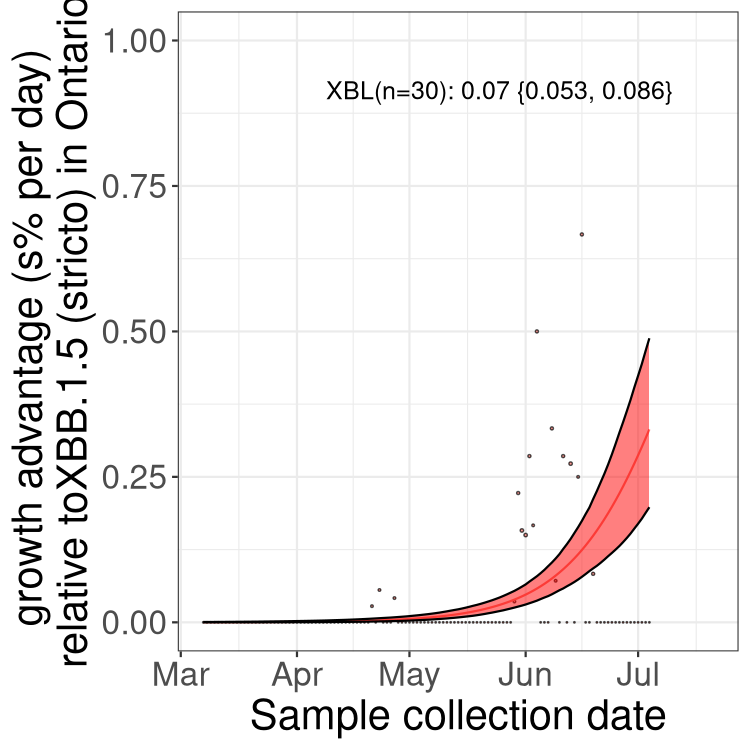 growth advantage (s% per day)
relative toXBB.1.5 (stricto) in Ontario
1.00
0.75
0.50
0.25
0.00
XBL(n=30): 0.07 {0.053, 0.086}
Mar Apr May Jun Jul
Sample collection date